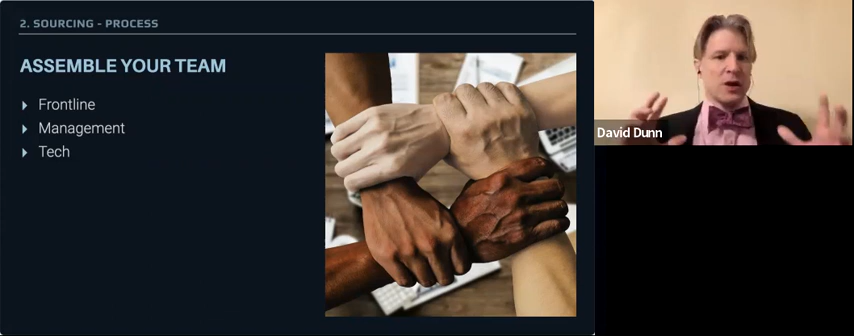 2. SOURCING - PROCESS
ASSEMBLE YOUR TEAM
Frontline
Management
Tech
David Dunn